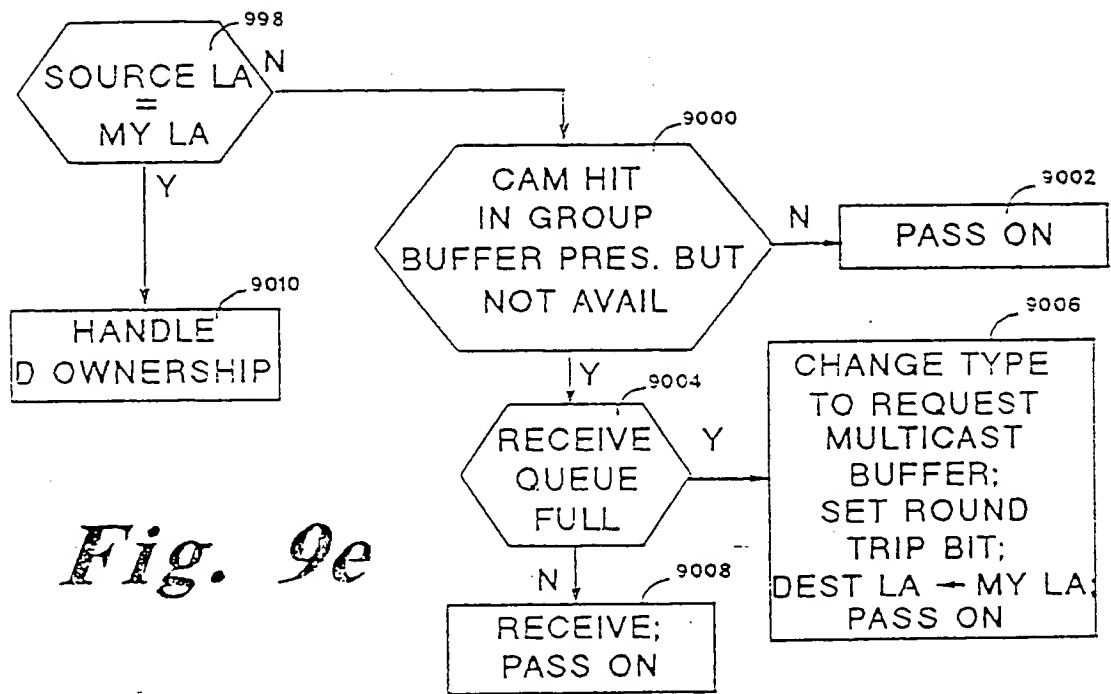 998
SOURCE LA
=
MY LA
N
Y
9010
HANDLE
D OWNERSHIP
9000
CAM HIT
IN GROUP
BUFFER PRES. BUT
NOT AVAIL
N
9002
PASS ON
Y
9004
RECEIVE
QUEUE
FULL
Y
9006
CHANGE TYPE
TO REQUEST
MULTICAST
BUFFER;
SET ROUND
TRIP BIT;
DEST LA ← MY LA;
PASS ON
N
9008
RECEIVE;
PASS ON
Fig. 9e